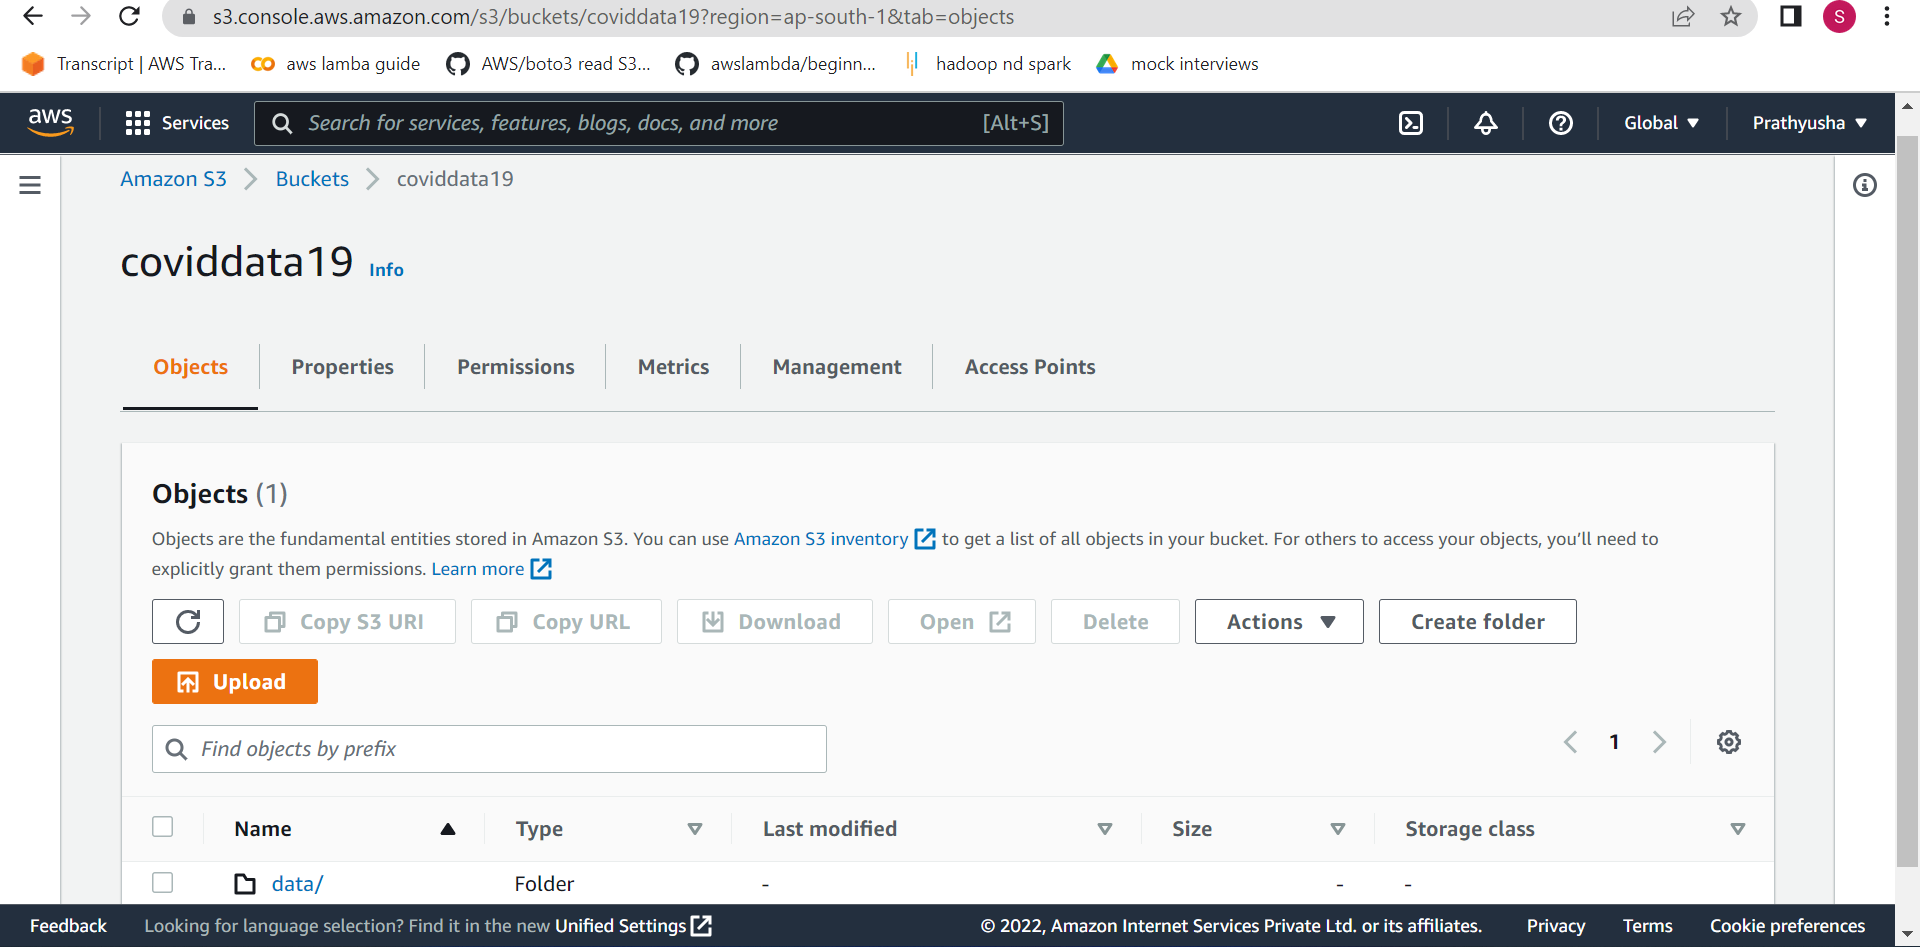 s3.console.aws.amazon.com/s3/buckets/coviddata19?region=ap-south-1&tab=objects
S
Transcript | AWS Tra... aws lamba guide AWS/boto3 read S3... awslambda/beginn... hadoop nd spark mock interviews
aws Services Search for services, features, blogs, docs, and more [Alt+S] Global Prathyusha
Amazon S3 Buckets coviddata19
coviddata19 Info
Objects Properties Permissions Metrics Management Access Points
Objects (1)
Objects are the fundamental entities stored in Amazon S3. You can use Amazon S3 inventory to get a list of all objects in your bucket. For others to access your objects, you'll need to
explicitly grant them permissions. Learn more
Copy S3 URI Copy URL Download Open Delete Actions Create folder
Upload
Find objects by prefix 1
Name Type Last modified Size Storage class
data/ Folder - - -
Feedback Looking for language selection? Find it in the new Unified Settings © 2022, Amazon Internet Services Private Ltd. or its affiliates. Privacy Terms Cookie preferences